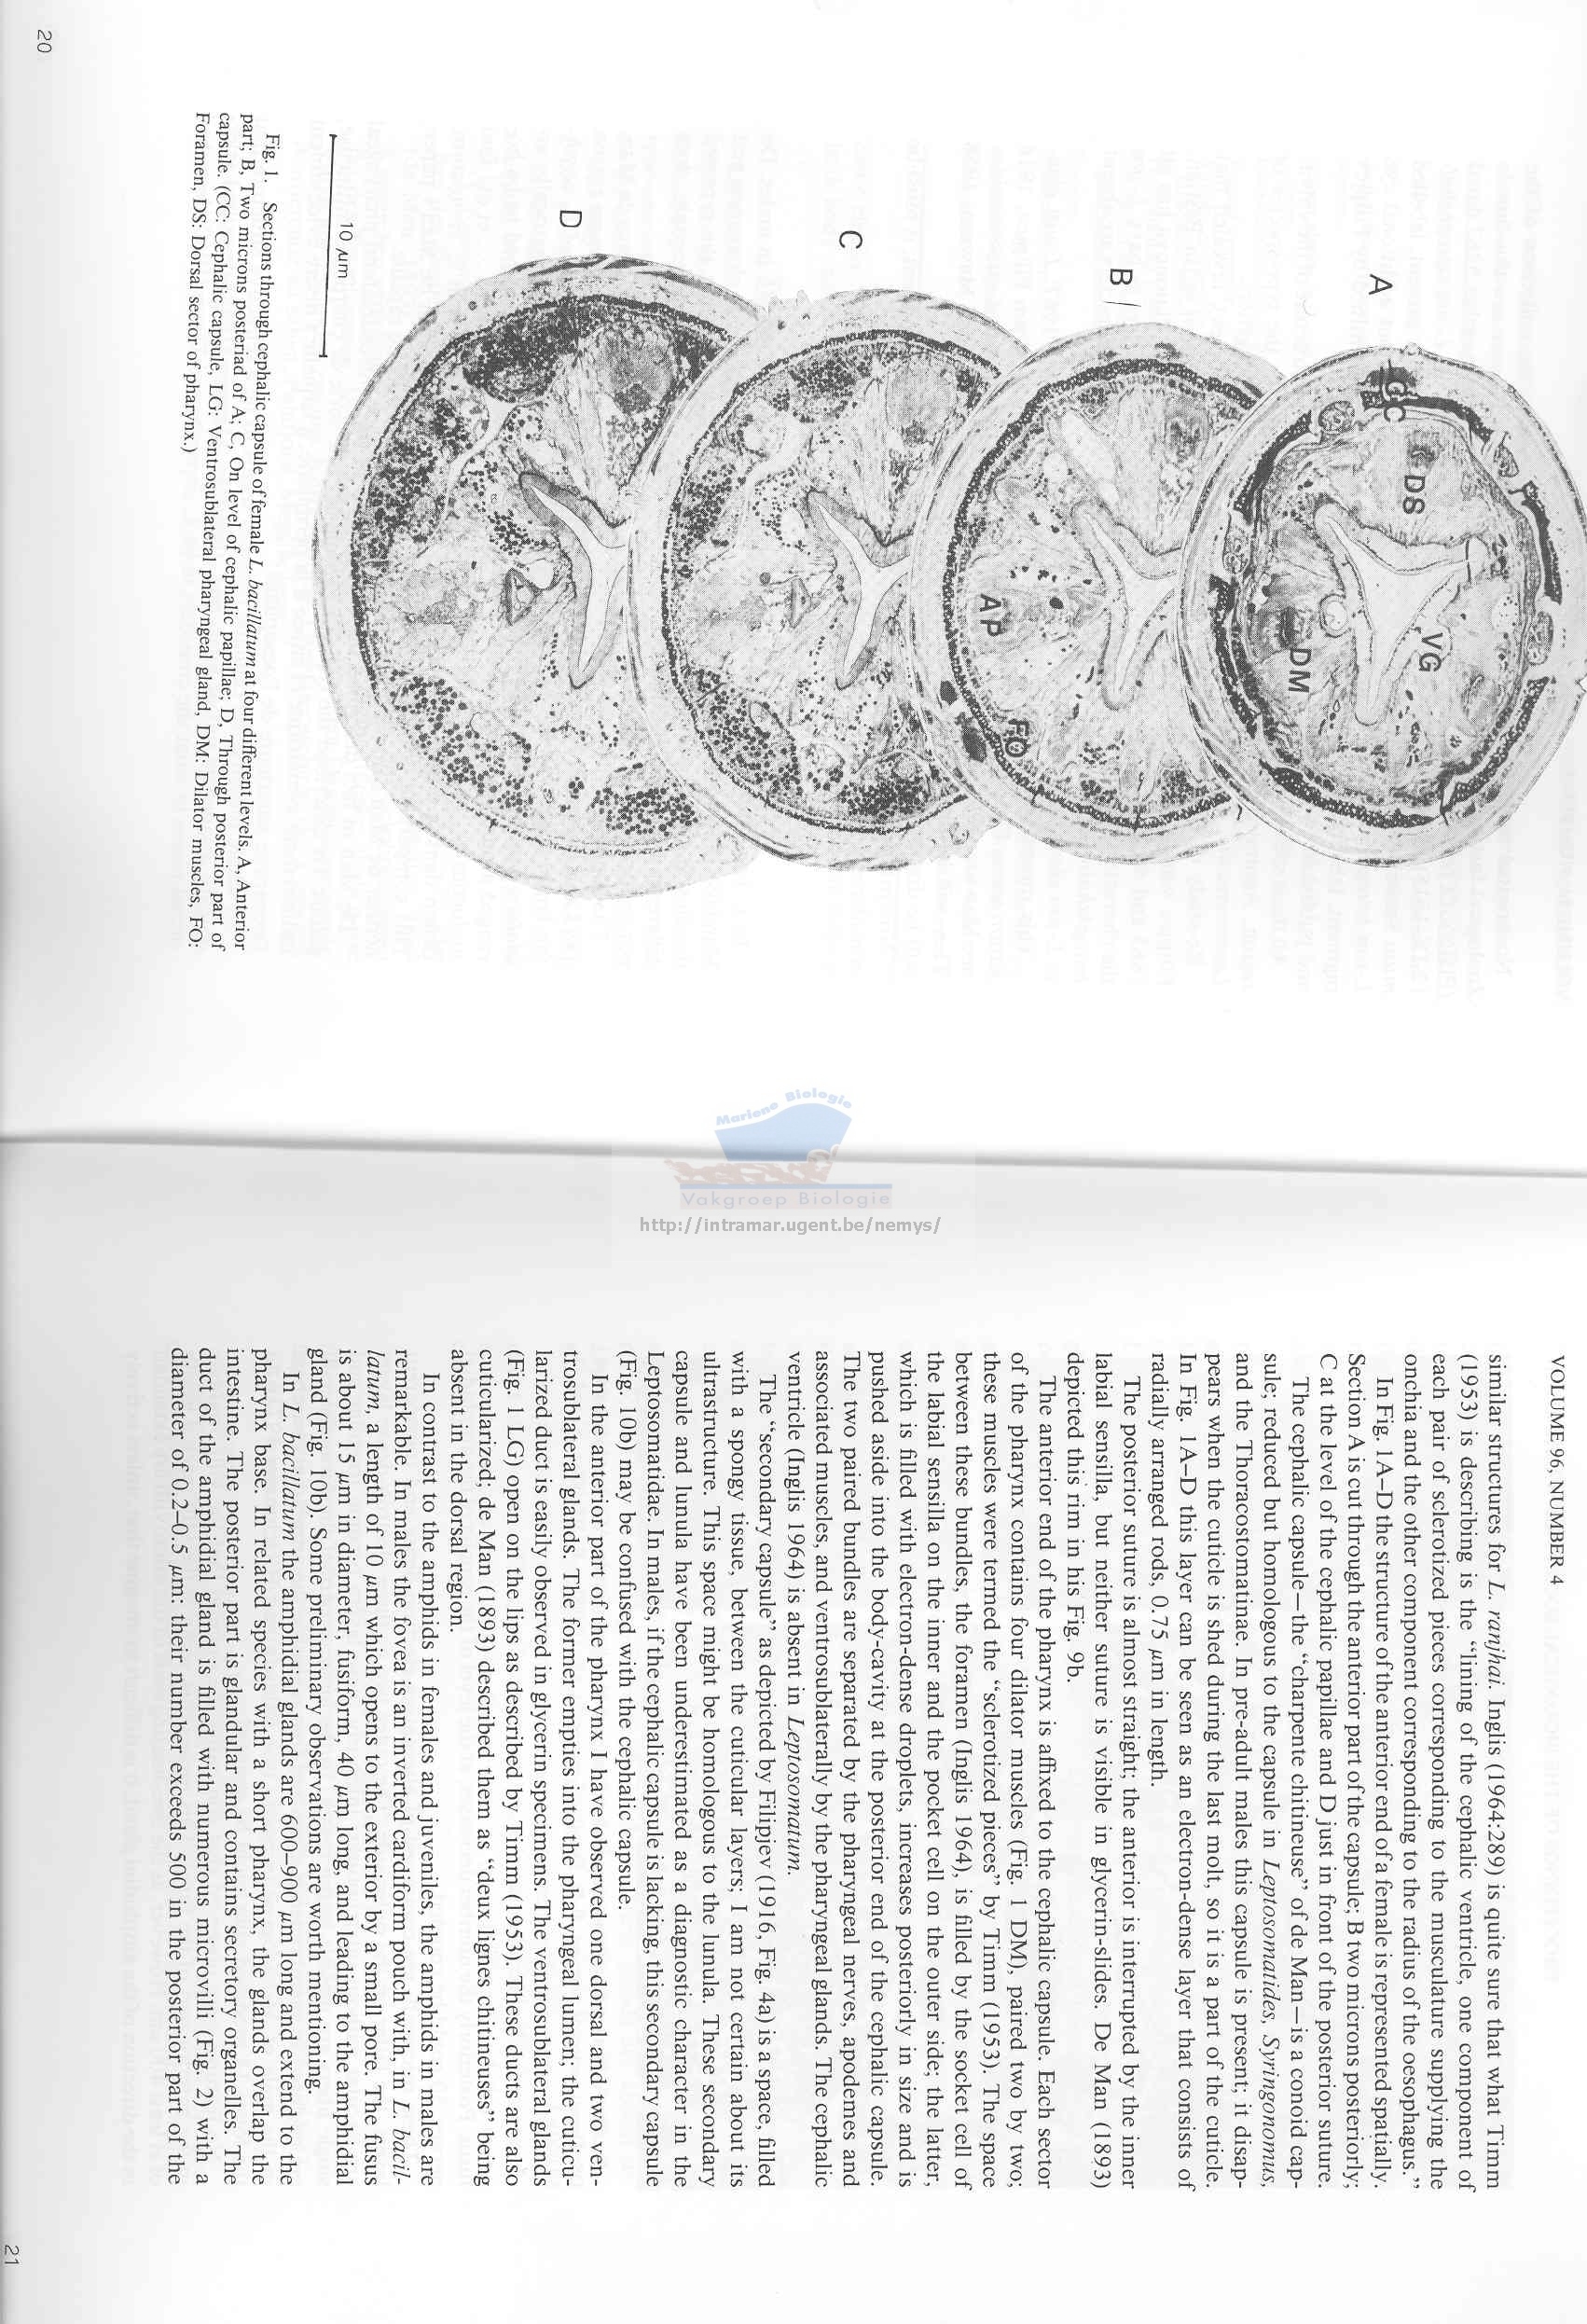 A
B
C
D
CC
DS
VG
DM
AP
FO
10 μm
Fig. 1. Sections through cephalic capsule of female L. bacillatum at four different levels. A, Anterior
part; B, Two microns posteriad of A; C, On level of cephalic papillae; D, Through posterior part of
capsule. (CC: Cephalic capsule, LG: Ventrosublateral pharyngeal gland, DM: Dilator muscles, FO:
Foramen, DS: Dorsal sector of pharynx.)
20
Mariene Biologie
Vakgroep Biologie
http://intramar.ugent.be/nemys/
VOLUME 96, NUMBER 4
similar structures for L. ranjhai. Inglis (1964:289) is quite sure that what Timm
(1953) is describing is the “lining of the cephalic ventricle, one component of
each pair of sclerotized pieces corresponding to the musculature supplying the
onchia and the other component corresponding to the radius of the oesophagus.”
In Fig. 1A–D the structure of the anterior end of a female is represented spatially.
Section A is cut through the anterior part of the capsule; B two microns posteriorly;
C at the level of the cephalic papillae and D just in front of the posterior suture.
The cephalic capsule—the “charpente chitineuse” of de Man—is a conoid cap-
sule; reduced but homologous to the capsule in Leptosomatides, Syringonomus,
and the Thoracostomatinae. In pre-adult males this capsule is present; it disap-
pears when the cuticle is shed during the last molt, so it is a part of the cuticle.
In Fig. 1A–D this layer can be seen as an electron-dense layer that consists of
radially arranged rods, 0.75 μm in length.
The posterior suture is almost straight; the anterior is interrupted by the inner
labial sensilla, but neither suture is visible in glycerin-slides. De Man (1893)
depicted this rim in his Fig. 9b.
The anterior end of the pharynx is affixed to the cephalic capsule. Each sector
of the pharynx contains four dilator muscles (Fig. 1 DM), paired two by two;
these muscles were termed the “sclerotized pieces” by Timm (1953). The space
between these bundles, the foramen (Inglis 1964), is filled by the socket cell of
the labial sensilla on the inner and the pocket cell on the outer side; the latter,
which is filled with electron-dense droplets, increases posteriorly in size and is
pushed aside into the body-cavity at the posterior end of the cephalic capsule.
The two paired bundles are separated by the pharyngeal nerves, apodemes and
associated muscles, and ventrosublaterally by the pharyngeal glands. The cephalic
ventricle (Inglis 1964) is absent in Leptosomatum.
The “secondary capsule” as depicted by Filipjev (1916, Fig. 4a) is a space, filled
with a spongy tissue, between the cuticular layers; I am not certain about its
ultrastructure. This space might be homologous to the lumula. These secondary
capsule and lumula have been underestimated as a diagnostic character in the
Leptosomatidae. In males, if the cephalic capsule is lacking, this secondary capsule
(Fig. 10b) may be confused with the cephalic capsule.
In the anterior part of the pharynx I have observed one dorsal and two ven-
trosublateral glands. The former empties into the pharyngeal lumen; the cuticu-
larized duct is easily observed in glycerin specimens. The ventrosublateral glands
(Fig. 1 LG) open on the lips as described by Timm (1953). These ducts are also
cuticularized; de Man (1893) described them as “deux lignes chitineuses” being
absent in the dorsal region.
In contrast to the amphids in females and juveniles, the amphids in males are
remarkable. In males the fovea is an inverted cardiform pouch with, in L. bacil-
latum, a length of 10 μm which opens to the exterior by a small pore. The fusus
is about 15 μm in diameter, fusiform, 40 μm long, and leading to the amphidial
gland (Fig. 10b). Some preliminary observations are worth mentioning.
In L. bacillatum the amphidial glands are 600–900 μm long and extend to the
pharynx base. In related species with a short pharynx, the glands overlap the
intestine. The posterior part is glandular and contains secretory organelles. The
duct of the amphidial gland is filled with numerous microvilli (Fig. 2) with a
diameter of 0.2–0.5 μm: their number exceeds 500 in the posterior part of the
21